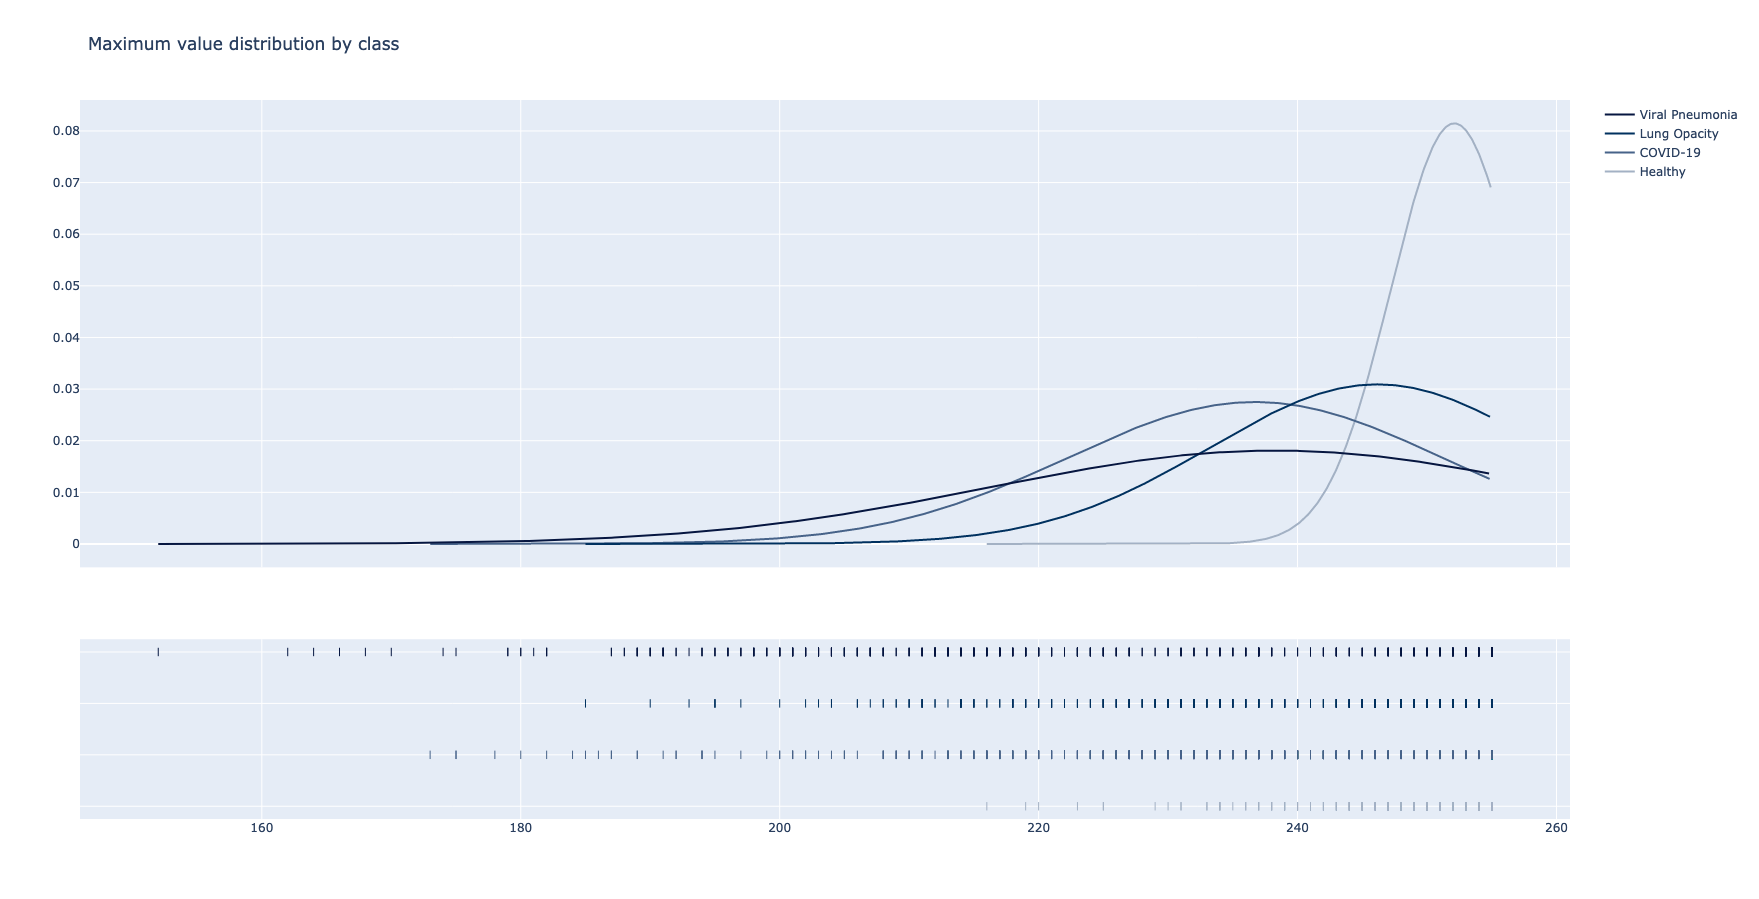 Maximum value distribution by class
Viral Pneumonia
Lung Opacity
COVID-19
Healthy
0.08
0.07
0.06
0.05
0.04
0.03
0.02
0.01
0
160 180 200 220 240 260